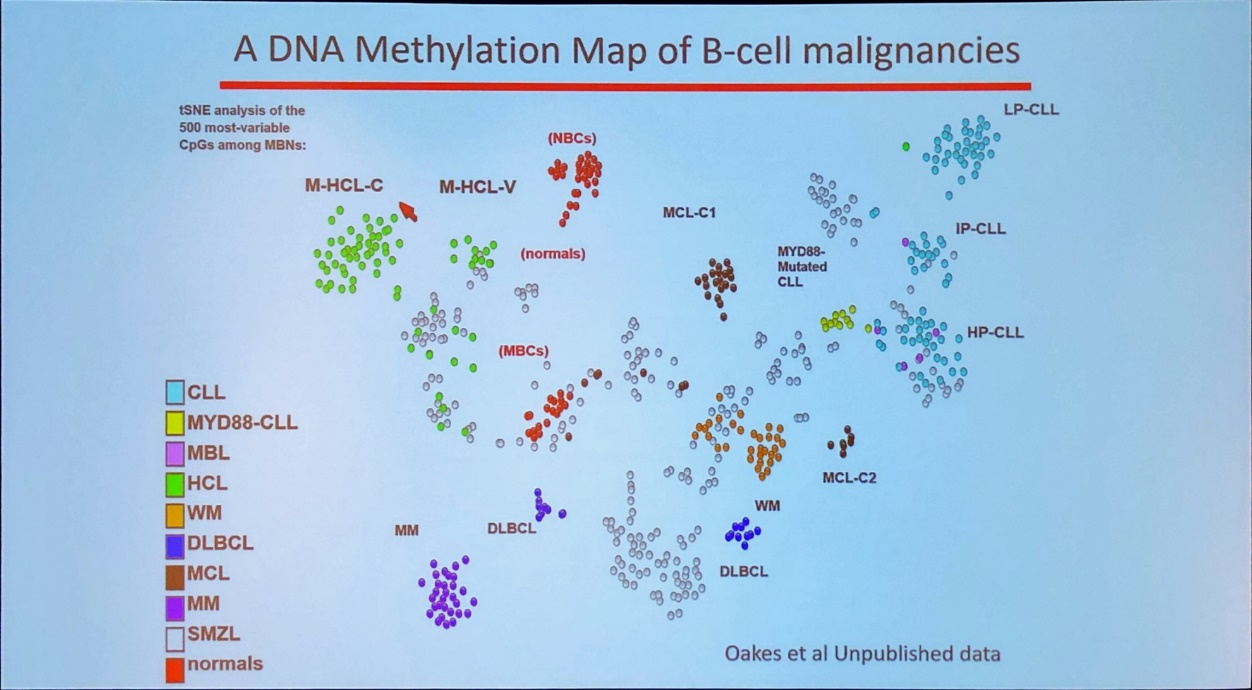 A DNA Methylation Map of B-cell malignancies
tSNE analysis of the
500 most-variable
CpGs among MBNs:
LP-CLL
(NBCs)
M-HCL-C
M-HCL-V
MCL-C1
IP-CLL
(normals)
MYD88-
Mutated
CLL
HP-CLL
(MBCs)
CLL
MYD88-CLL
MBL
HCL
WM
DLBCL
MCL
MM
SMZL
normals
MCL-C2
WM
MM
DLBCL
DLBCL
Oakes et al Unpublished data